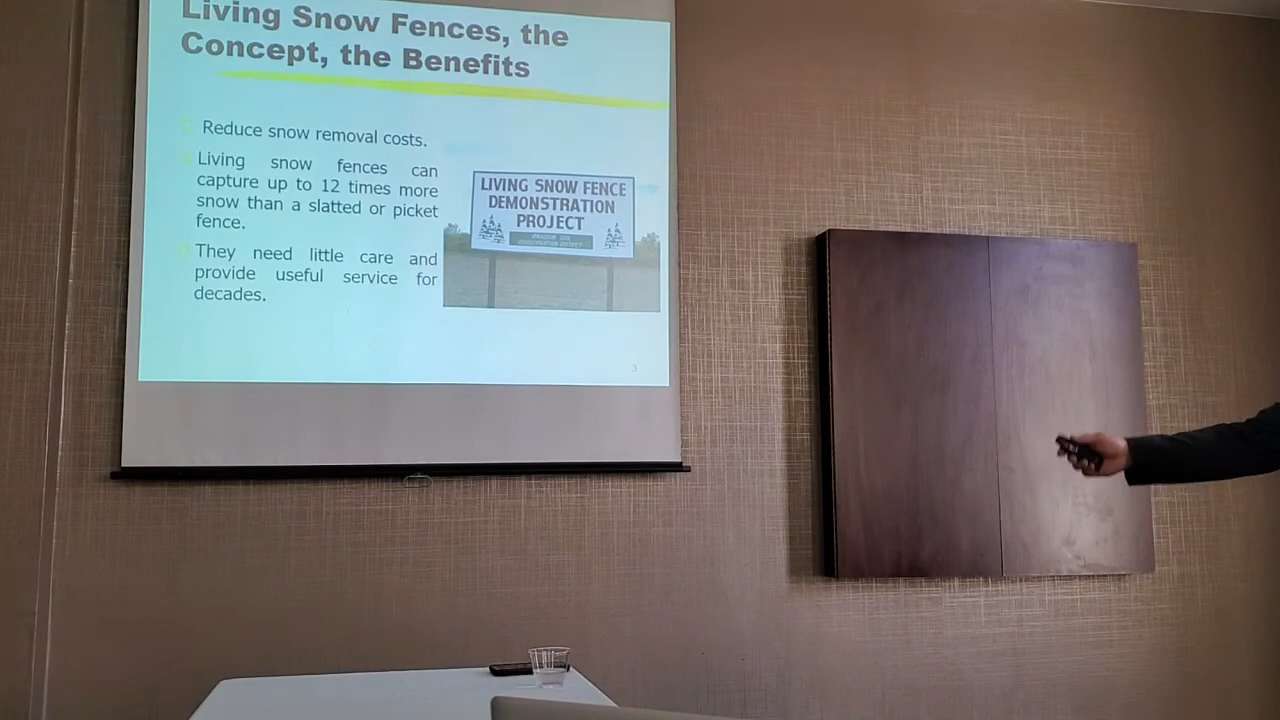 Living Snow Fences, the
Concept, the Benefits
Reduce snow removal costs.
Living snow fences can
capture up to 12 times more
snow than a slatted or picket
fence.
They need little care and
provide useful service for
decades.
LIVING SNOW FENCE
DEMONSTRATION
PROJECT
3